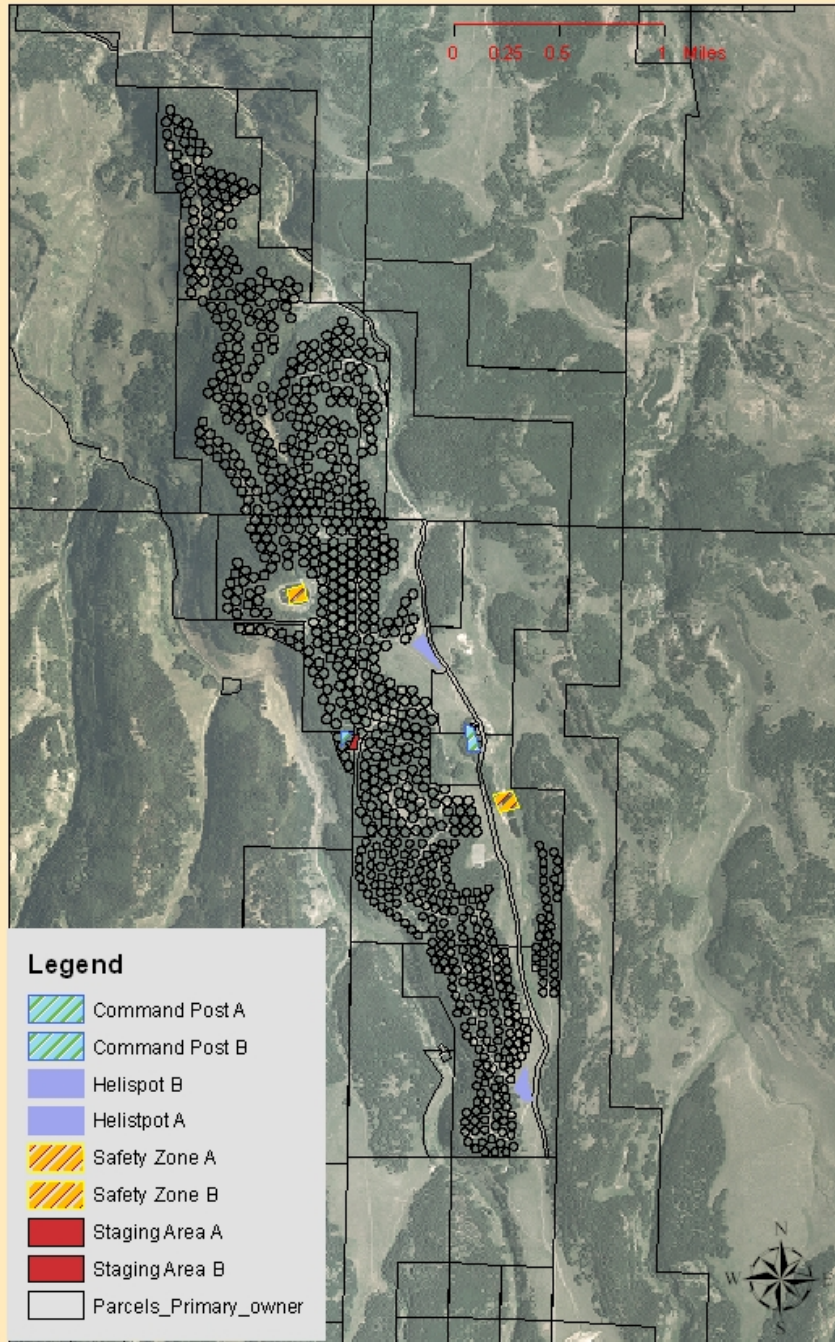 0 0.25 0.5 1 Miles
Legend
Command Post A
Command Post B
Helispot B
Helistpot A
Safety Zone A
Safety Zone B
Staging Area A
Staging Area B
Parcels_Primary_owner
N
W E
S